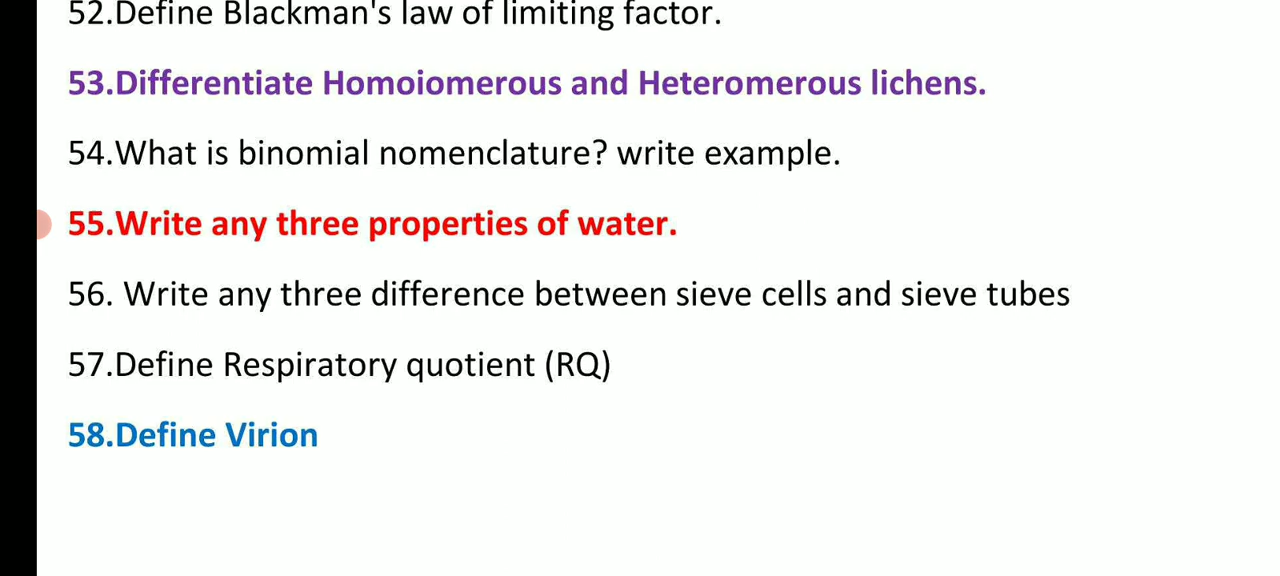 52.Define Blackman's law of limiting factor.
53.Differentiate Homoiomerous and Heteromerous lichens.
54.What is binomial nomenclature? write example.
55.Write any three properties of water.
56. Write any three difference between sieve cells and sieve tubes
57.Define Respiratory quotient (RQ)
58.Define Virion